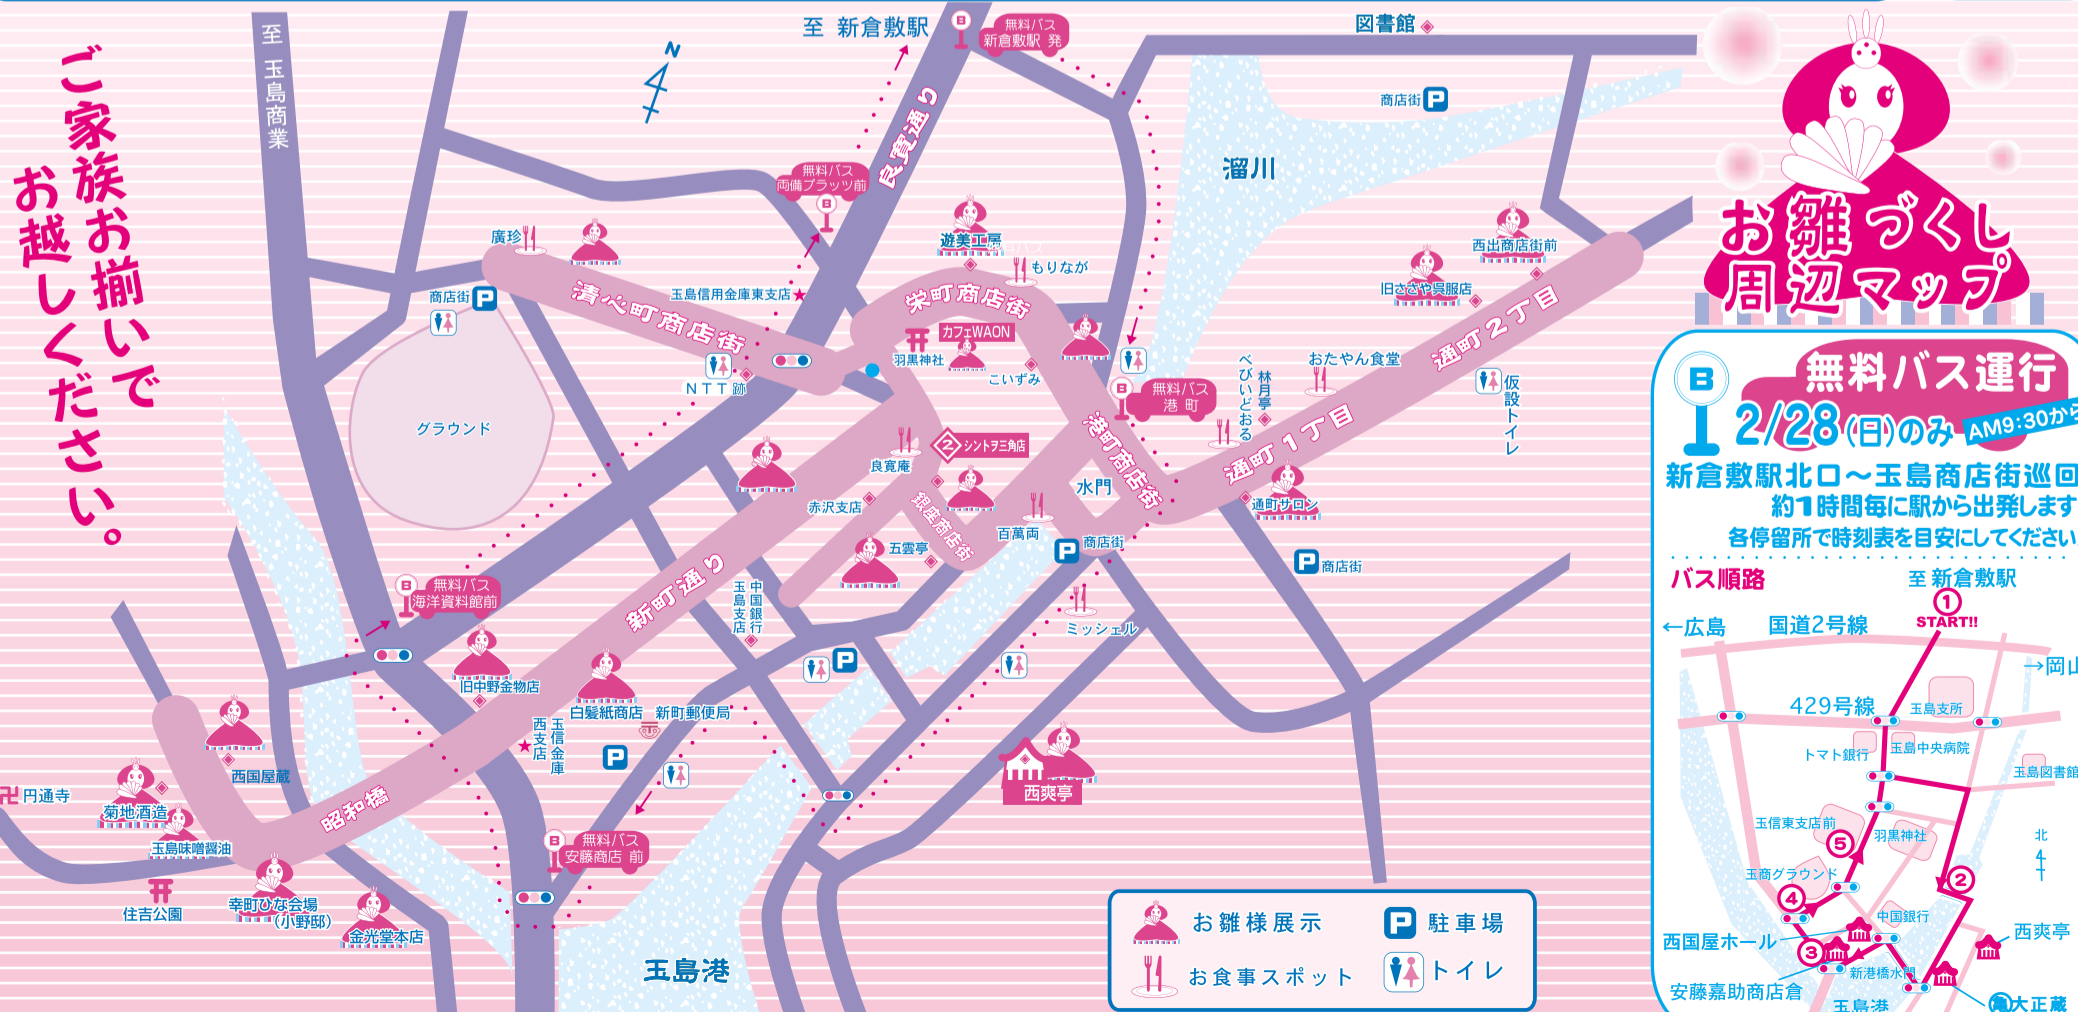 ご家族お揃いで
お越しください。
至 玉島商業
至 新倉敷駅
B
無料バス
新倉敷駅 発
図書館
N
商店街 P
溜川
良寛通り
無料バス
両備プラッツ前
B
廣珍
遊美工房
もりなが
西出商店街前
旧ささや呉服店
商店街 P
清心町商店街
玉島信用金庫東支店
栄町商店街
カフェWAON
羽黒神社
こいずみ
NTT跡
グラウンド
B
無料バス
港町
港町商店街
べびいどおる
林月亭
おたやん食堂
通町2丁目
仮設トイレ
通町1丁目
通町サロン
良寛庵
② シントヲ三角店
赤沢支店
銀座商店街
水門
百萬両
P 商店街
P 商店街
五雲亭
ミッシェル
B
無料バス
海洋資料館前
新町通り
中国銀行
玉島支店
P
旧中野金物店
白髪紙商店
新町郵便局
玉信金庫
西支店
P
西爽亭
西国屋蔵
円通寺
菊地酒造
玉島味噌醤油
昭和橋
住吉公園
幸町ひな会場
(小野邸)
金光堂本店
B
無料バス
安藤商店 前
玉島港
お雛様展示
P 駐車場
お食事スポット
トイレ
お雛づくし
周辺マップ
B
無料バス運行
2/28(日)のみ AM9:30から
新倉敷駅北口～玉島商店街巡回
約1時間毎に駅から出発します
各停留所で時刻表を目安にしてください
バス順路
至 新倉敷駅
①
START!!
←広島
国道2号線
→岡山
429号線
玉島支所
トマト銀行
玉島中央病院
玉島図書館
玉信東支店前
羽黒神社
北
⑤
玉商グラウンド
②
④
中国銀行
西国屋ホール
西爽亭
③
新港橋水門
安藤嘉助商店倉
玉島港
大正蔵